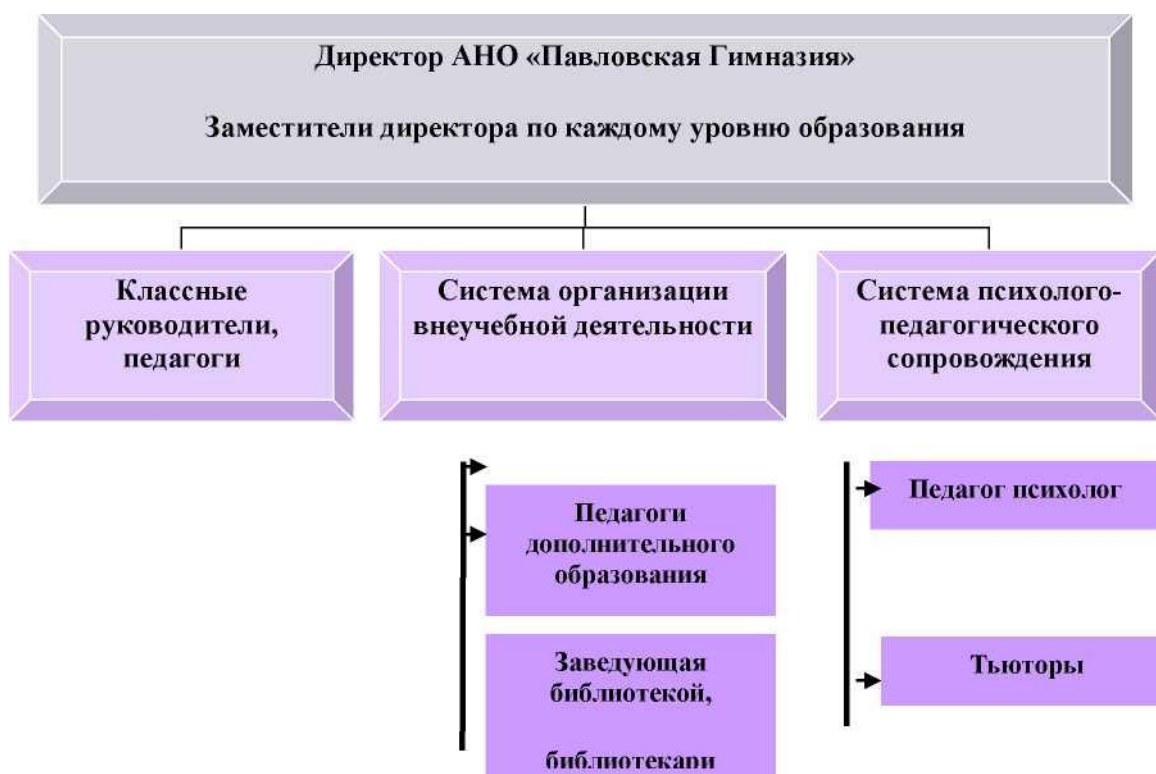 Директор АНО «Павловская Гимназия»
Заместители директора по каждому уровню образования
Классные
руководители,
педагоги
Система организации
внеучебной деятельности
Система психолого-
педагогического
сопровождения
Педагоги
дополнительного
образования
Заведующая
библиотекой,
библиотекари
Педагог психолог
Тьюторы